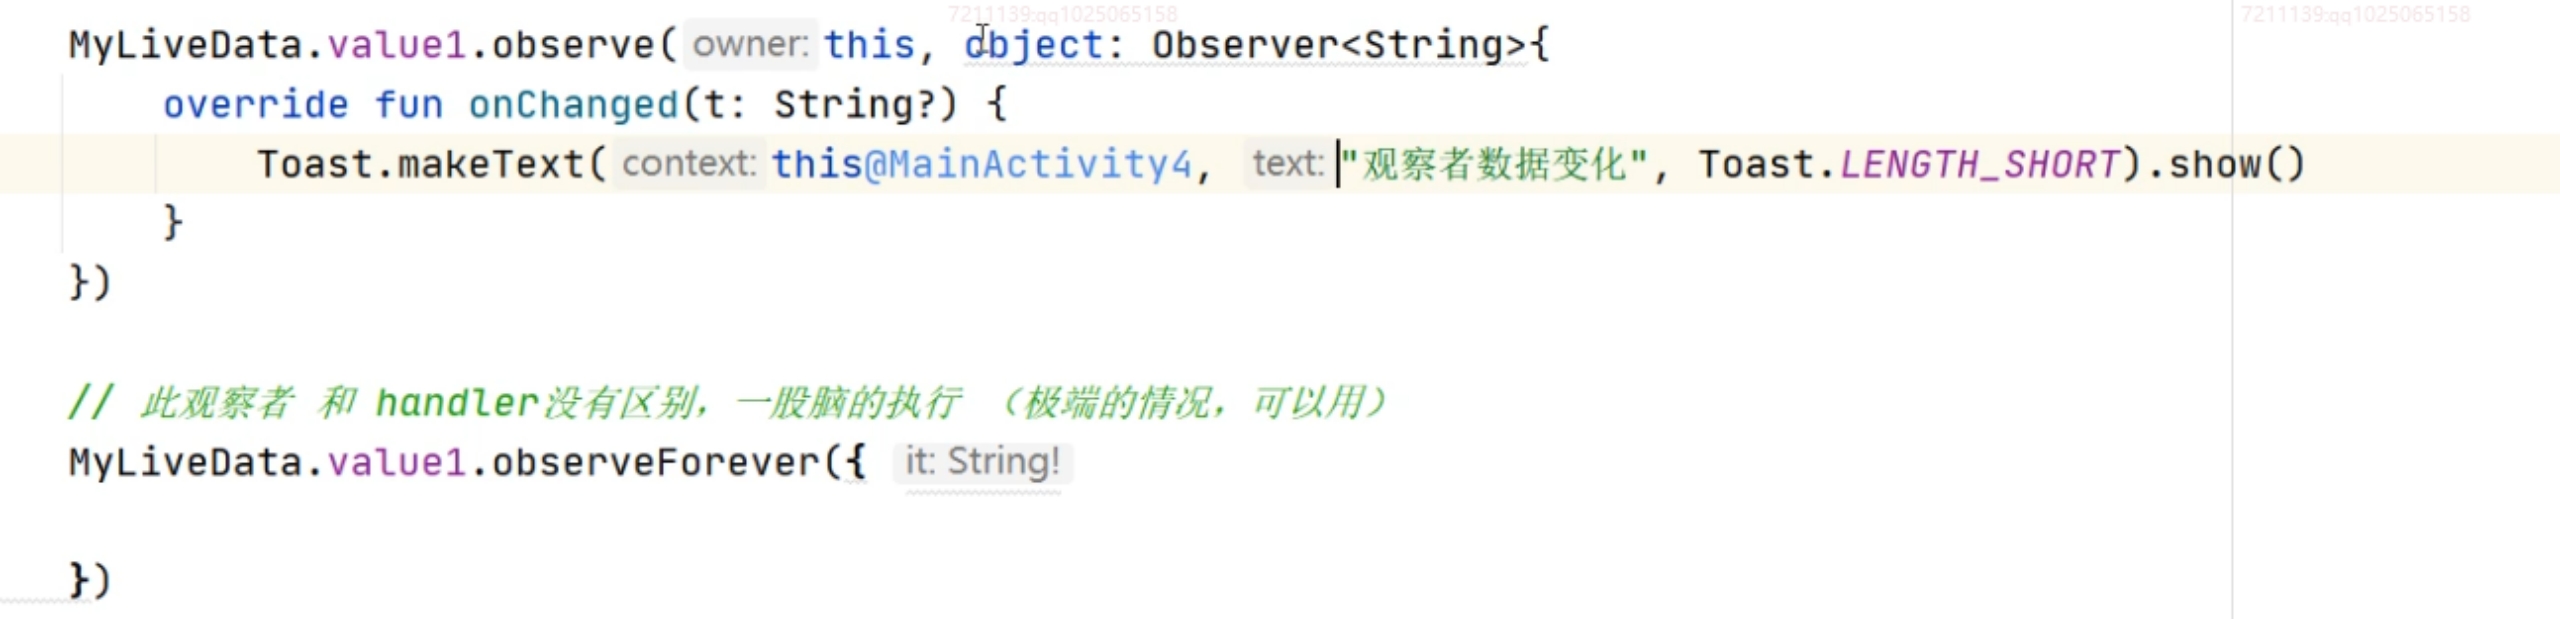 7211139:qq1025065158 7211139:qq1025065158
MyLiveData.value1.observe( owner: this, object: Observer<String>{
override fun onChanged(t: String?) {
Toast.makeText( context: this@MainActivity4, text: "观察者数据变化", Toast.LENGTH_SHORT).show()
}
})
// 此观察者 和 handler没有区别，一股脑的执行 （极端的情况，可以用）
MyLiveData.value1.observeForever({ it: String!
})